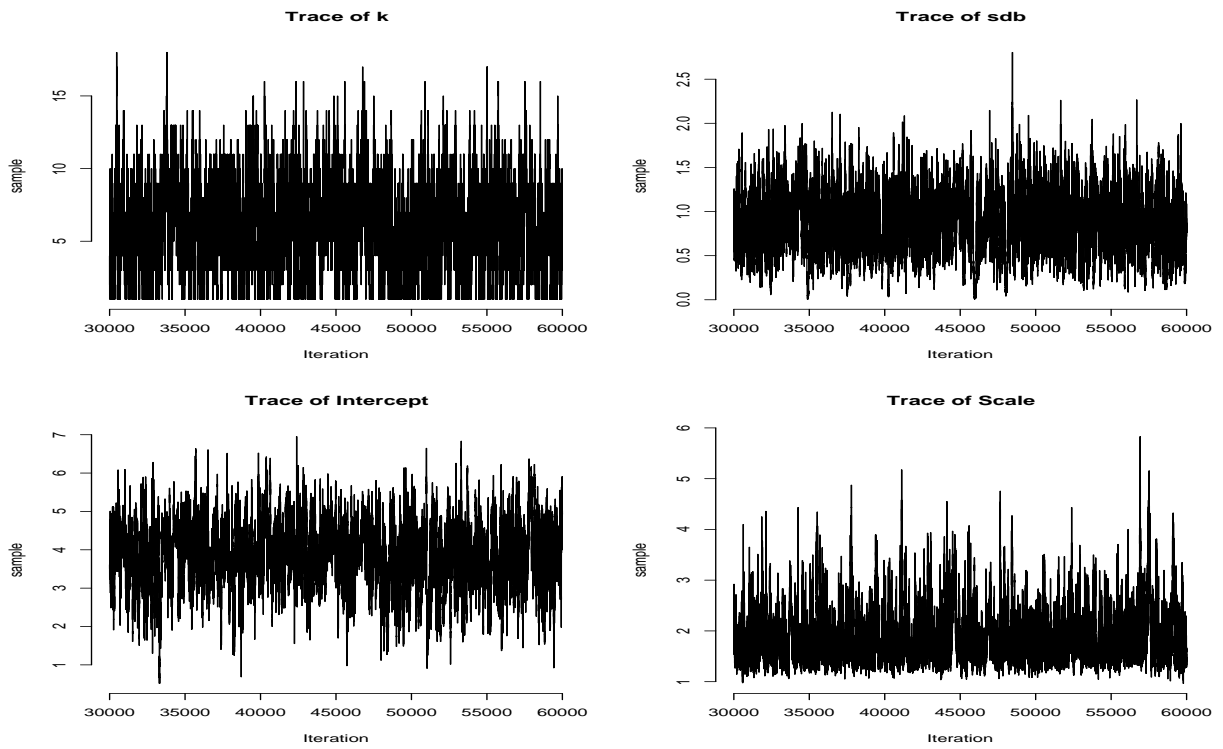 Trace of k
sample
15
10
5
30000 35000 40000 45000 50000 55000 60000
Iteration
Trace of sdb
sample
2.5
2.0
1.5
1.0
0.5
0.0
30000 35000 40000 45000 50000 55000 60000
Iteration
Trace of Intercept
sample
7
6
5
4
3
2
1
30000 35000 40000 45000 50000 55000 60000
Iteration
Trace of Scale
sample
6
5
4
3
2
1
30000 35000 40000 45000 50000 55000 60000
Iteration